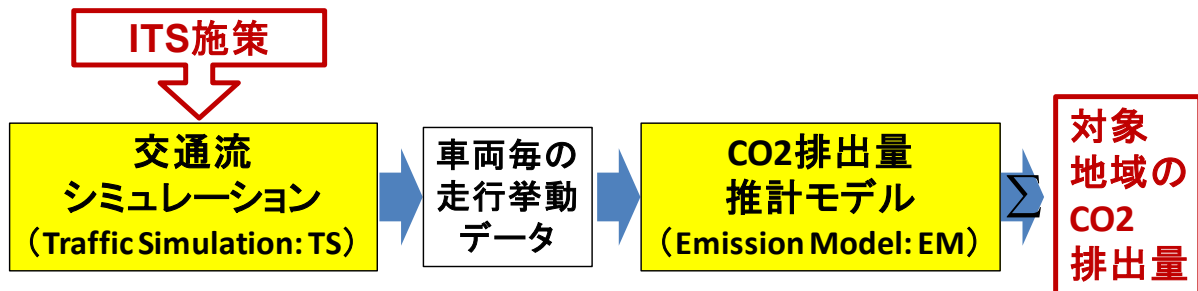 ITS施策
交通流
シミュレーション
（Traffic Simulation: TS）
車両毎の
走行挙動
データ
CO2排出量
推計モデル
（Emission Model: EM）
Σ
対象
地域の
CO2
排出量